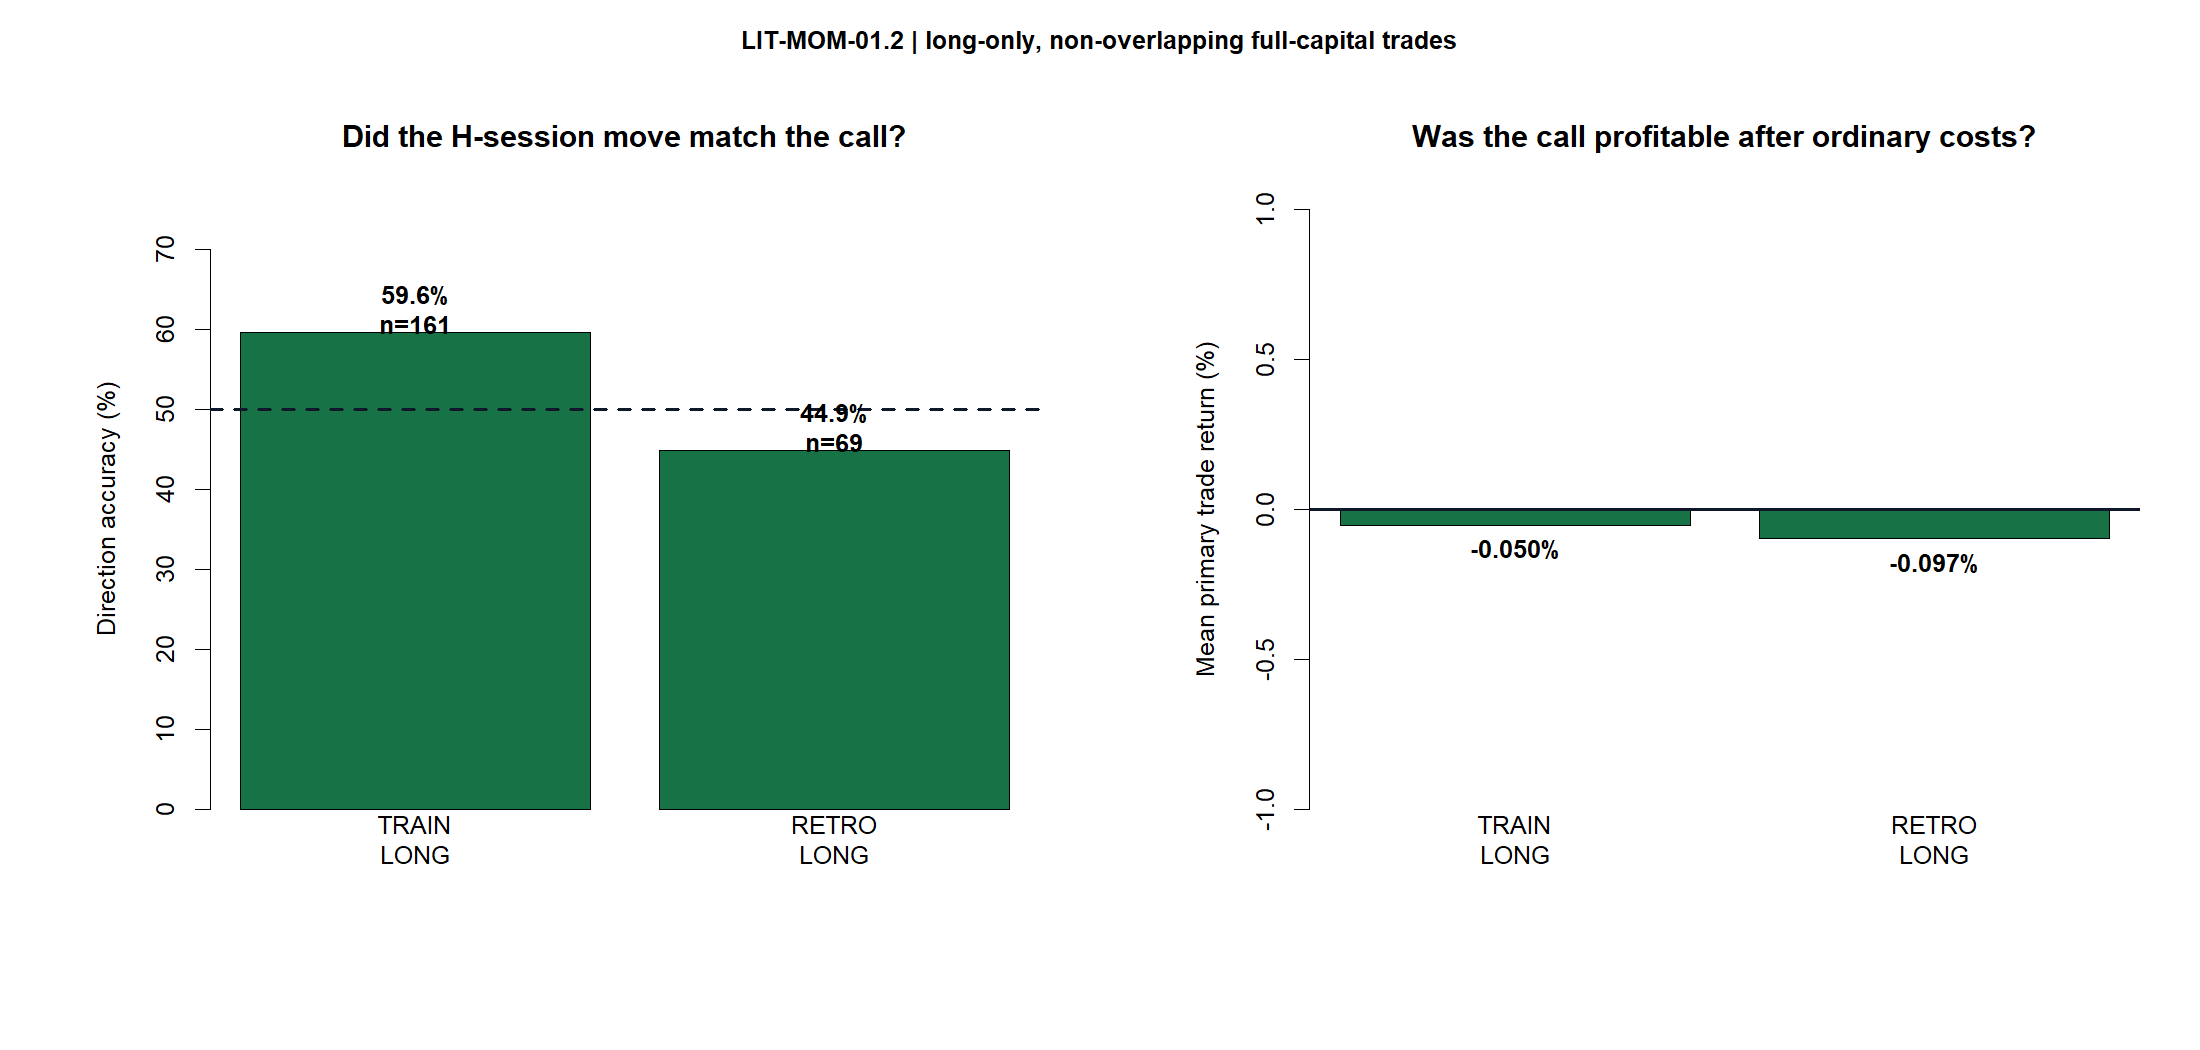 LIT-MOM-01.2 | long-only, non-overlapping full-capital trades
Did the H-session move match the call?
Direction accuracy (%)
70
60
50
40
30
20
10
0
59.6%
n=161
44.9%
n=69
TRAIN
LONG
RETRO
LONG
Was the call profitable after ordinary costs?
Mean primary trade return (%)
1.0
0.5
0.0
-0.5
-1.0
-0.050%
-0.097%
TRAIN
LONG
RETRO
LONG